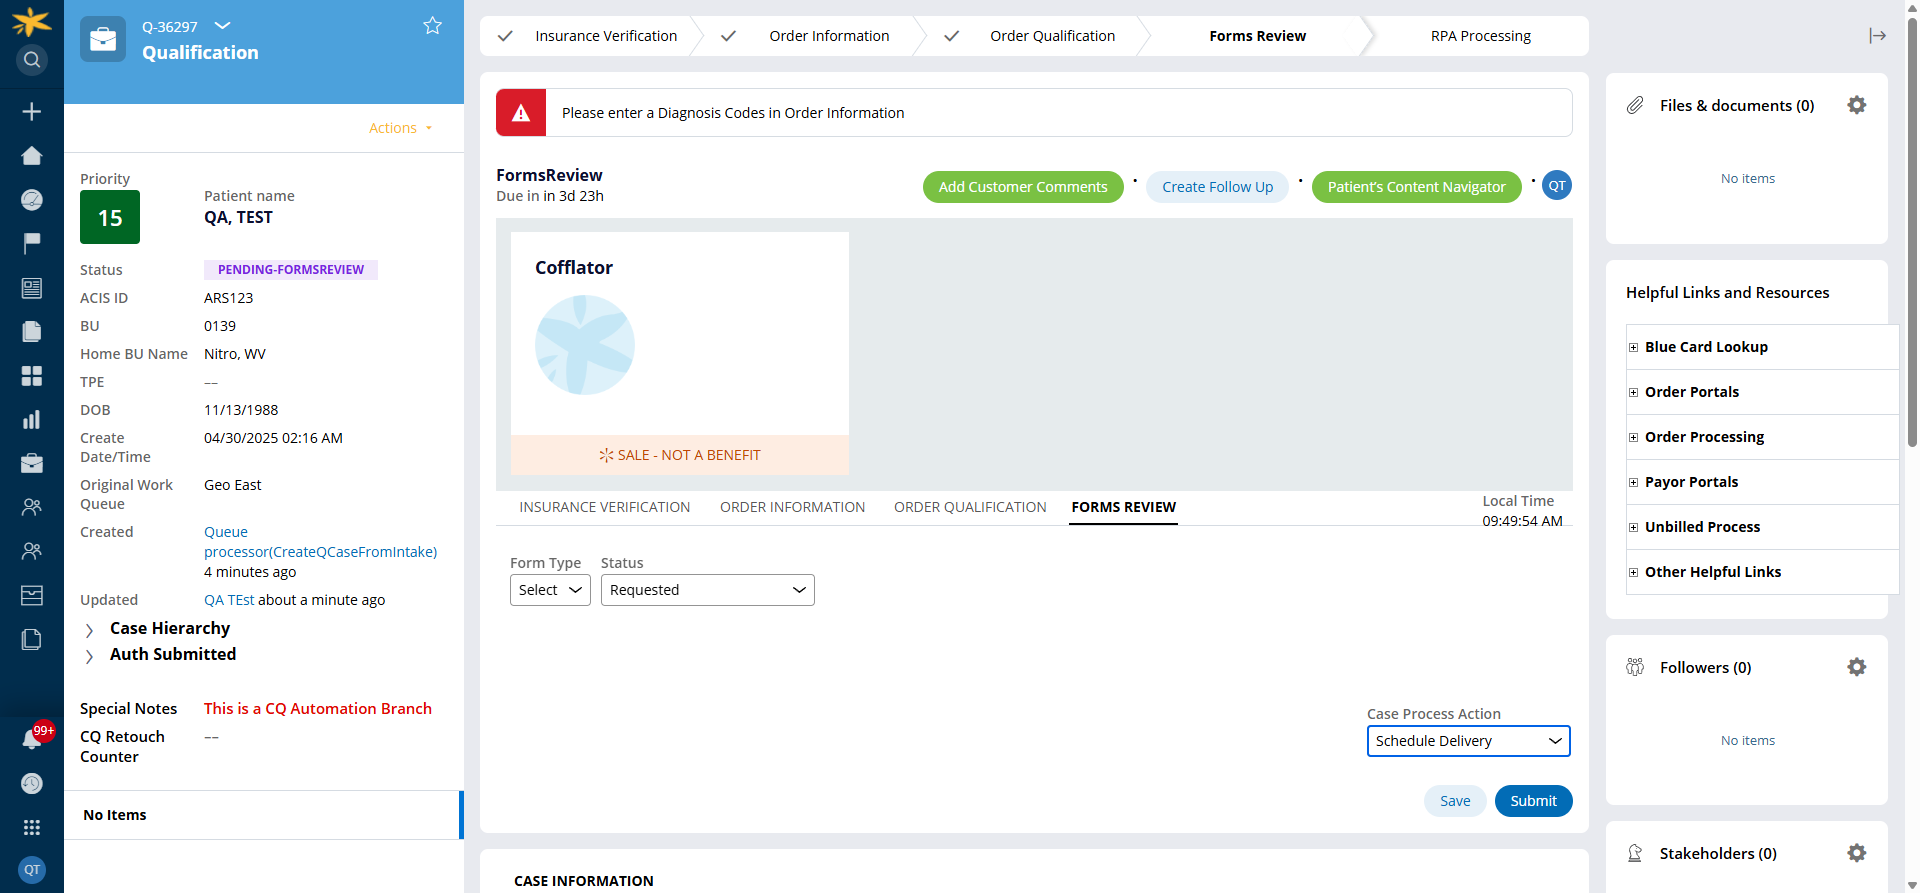 Q-36297
Qualification
Actions
Priority
15
Patient name
QA, TEST
Status
PENDING-FORMSREVIEW
ACIS ID
ARS123
BU
0139
Home BU Name
Nitro, WV
TPE
––
DOB
11/13/1988
Create
Date/Time
04/30/2025 02:16 AM
Original Work
Queue
Geo East
Created
Queue
processor(CreateQCaseFromIntake)
4 minutes ago
Updated
QA TEst about a minute ago
Case Hierarchy
Auth Submitted
Special Notes
This is a CQ Automation Branch
CQ Retouch
Counter
––
No Items
99+
QT
Insurance Verification
Order Information
Order Qualification
Forms Review
RPA Processing
Please enter a Diagnosis Codes in Order Information
FormsReview
Due in in 3d 23h
Add Customer Comments
Create Follow Up
Patient's Content Navigator
QT
Cofflator
SALE - NOT A BENEFIT
INSURANCE VERIFICATION
ORDER INFORMATION
ORDER QUALIFICATION
FORMS REVIEW
Local Time
09:49:54 AM
Form Type
Select
Status
Requested
Case Process Action
Schedule Delivery
Save
Submit
CASE INFORMATION
Files & documents (0)
No items
Helpful Links and Resources
Blue Card Lookup
Order Portals
Order Processing
Payor Portals
Unbilled Process
Other Helpful Links
Followers (0)
No items
Stakeholders (0)